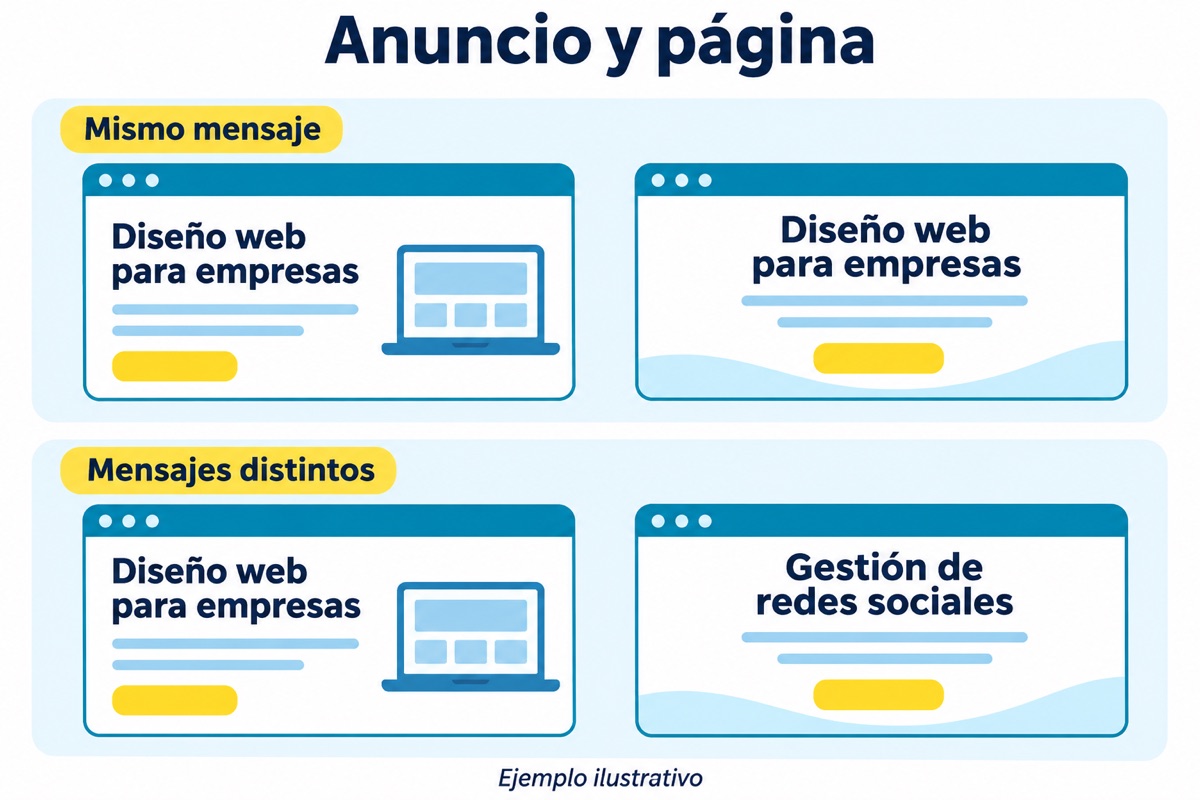 Anuncio y página
Mismo mensaje
Diseño web
para empresas
Diseño web
para empresas
Mensajes distintos
Diseño web
para empresas
Gestión de
redes sociales
Ejemplo ilustrativo